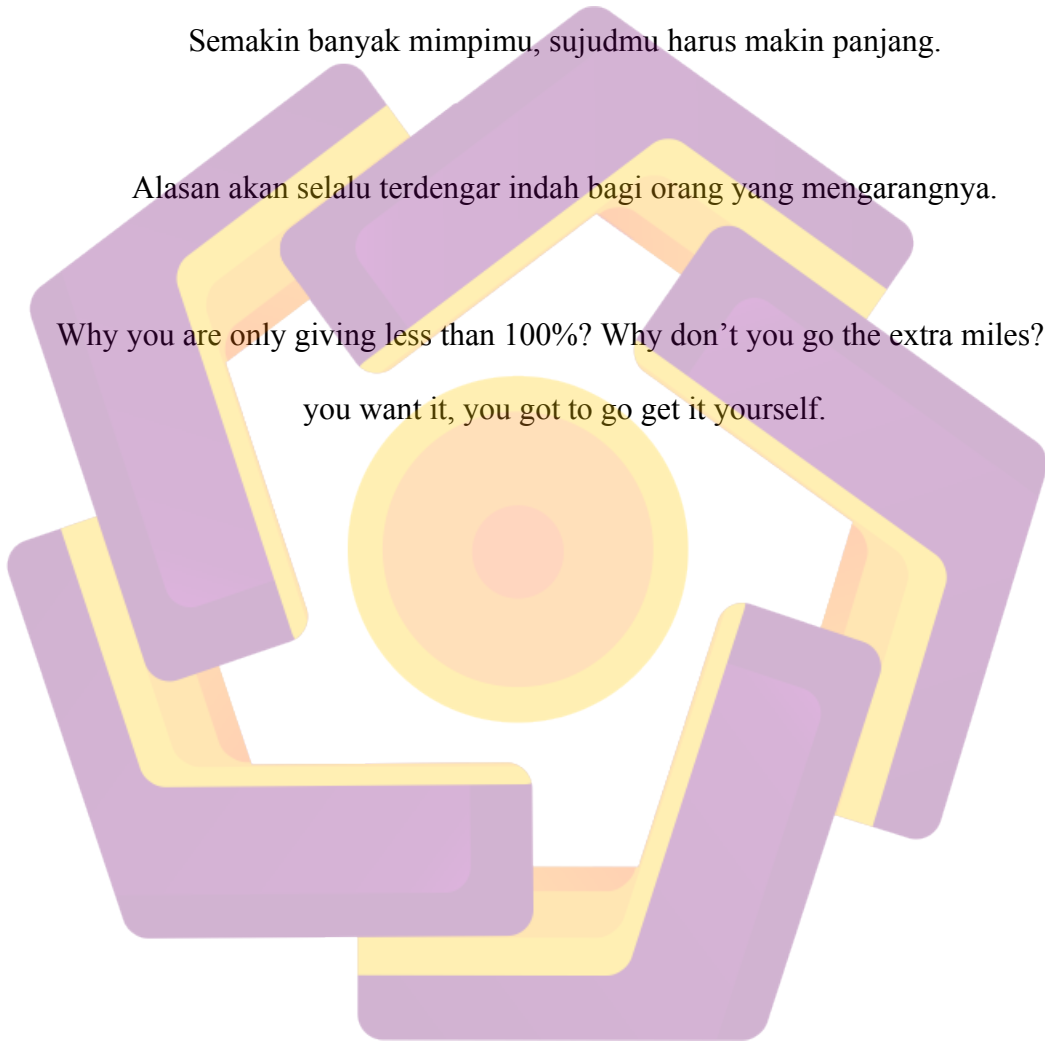 Semakin banyak mimpimu, sujudmu harus makin panjang.
Alasan akan selalu terdengar indah bagi orang yang mengarangnya.
Why you are only giving less than 100%? Why don’t you go the extra miles?
you want it, you got to go get it yourself.